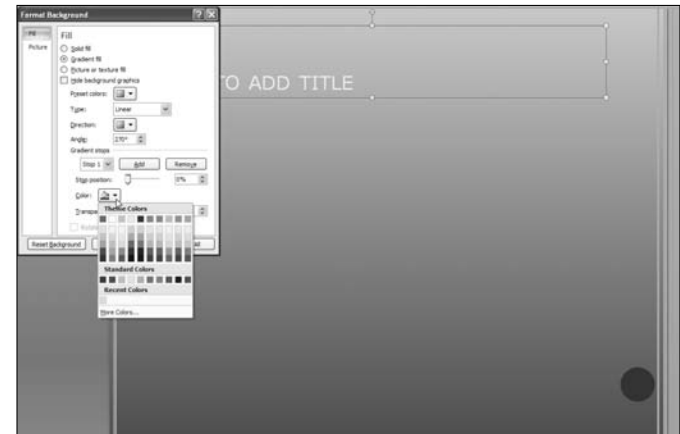 Format Background
Fill
Picture
Fill
Solid fill
Gradient fill
Picture or texture fill
Hide background graphics
Preset colors:
Type:
Linear
Direction:
Angle:
270°
Gradient stops
Stop 1
Add
Remove
Stop position:
0%
Color:
Theme Colors
Standard Colors
Recent Colors
More Colors...
Reset Background
TO ADD TITLE